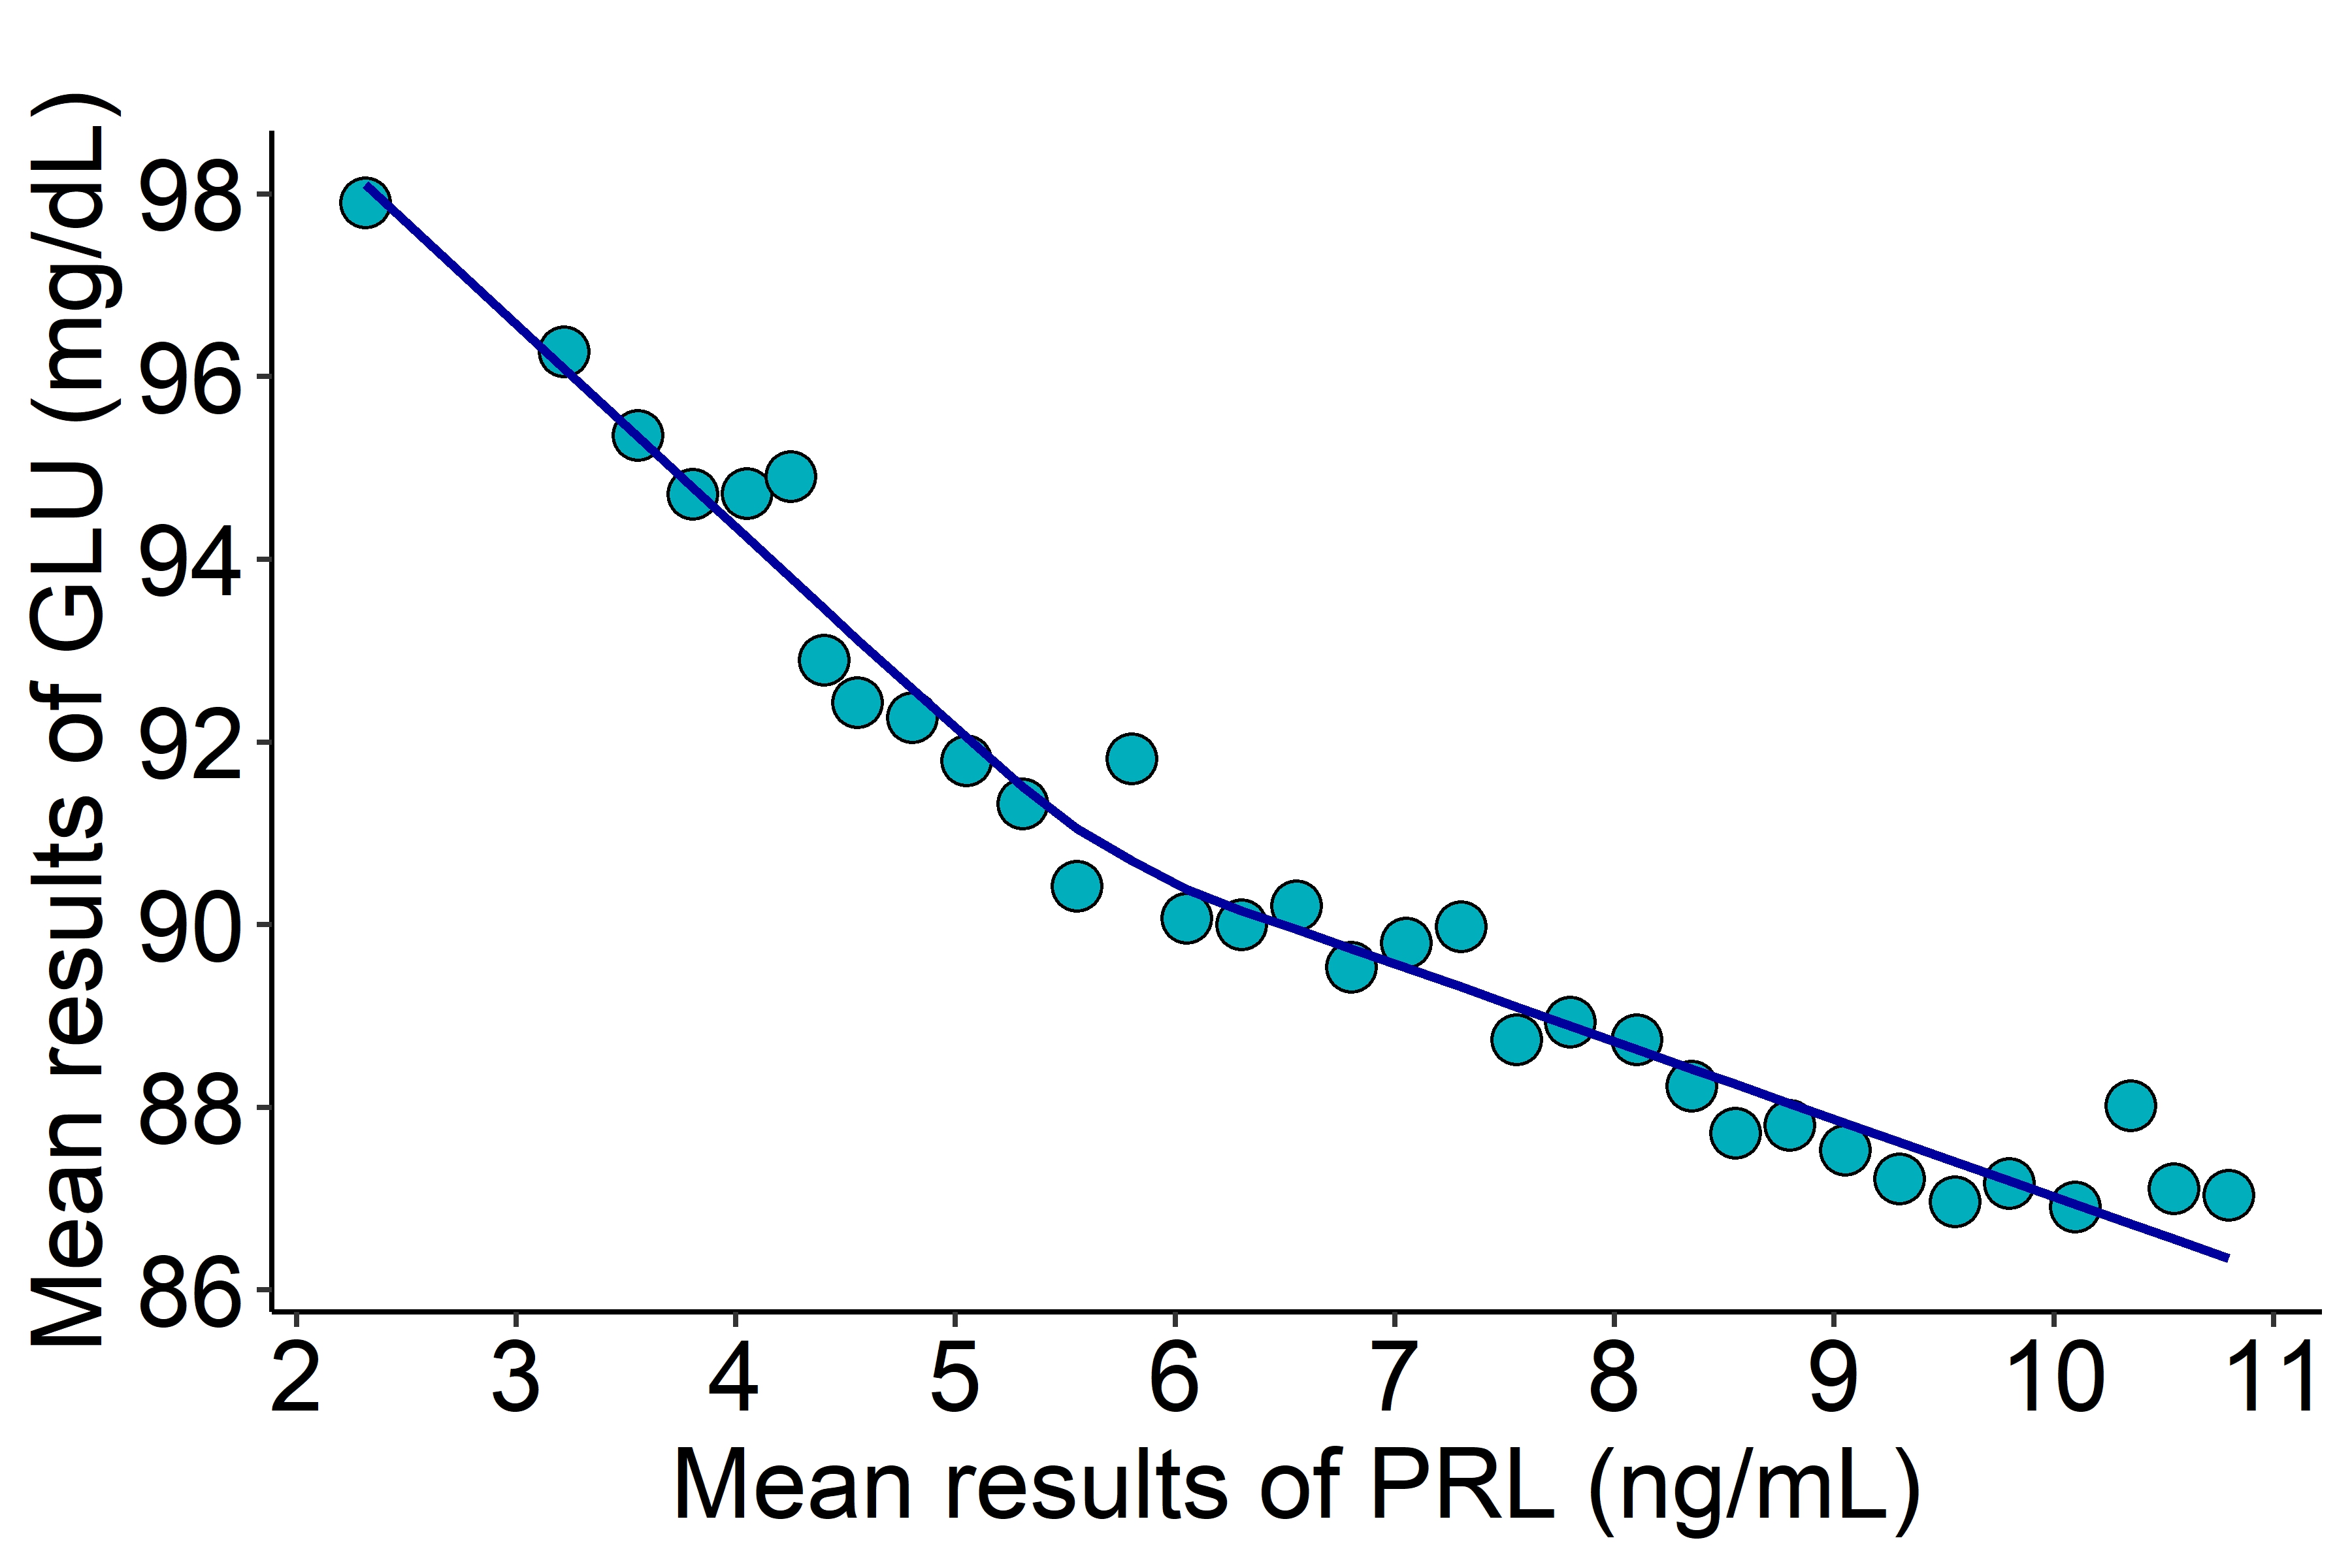 Mean results of GLU (mg/dL)
98
96
94
92
90
88
86
2 3 4 5 6 7 8 9 10 11
Mean results of PRL (ng/mL)